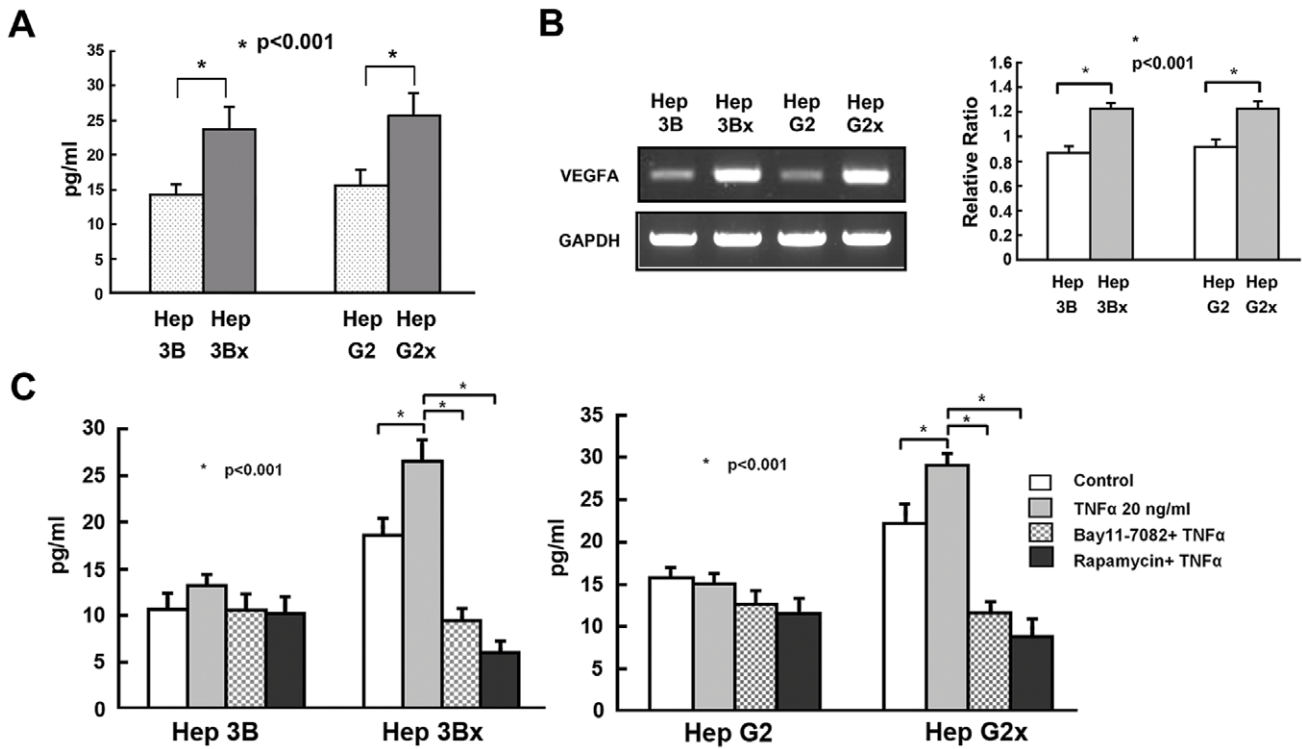 A
* p<0.001
35
30
25
20
15
10
5
0
pg/ml
*
*
Hep Hep Hep Hep
3B 3Bx G2 G2x
B
Hep Hep Hep Hep
3B 3Bx G2 G2x
VEGFA
GAPDH
*
p<0.001
1.6
1.4
1.2
1
0.8
0.6
0.4
0.2
0
Relative Ratio
*
*
Hep Hep Hep Hep
3B 3Bx G2 G2x
C
30
25
20
15
10
5
0
pg/ml
* p<0.001
*
*
*
Hep 3B Hep 3Bx
35
30
25
20
15
10
5
0
pg/ml
* p<0.001
*
*
*
Hep G2 Hep G2x
Control
TNFα 20 ng/ml
Bay11-7082+ TNFα
Rapamycin+ TNFα